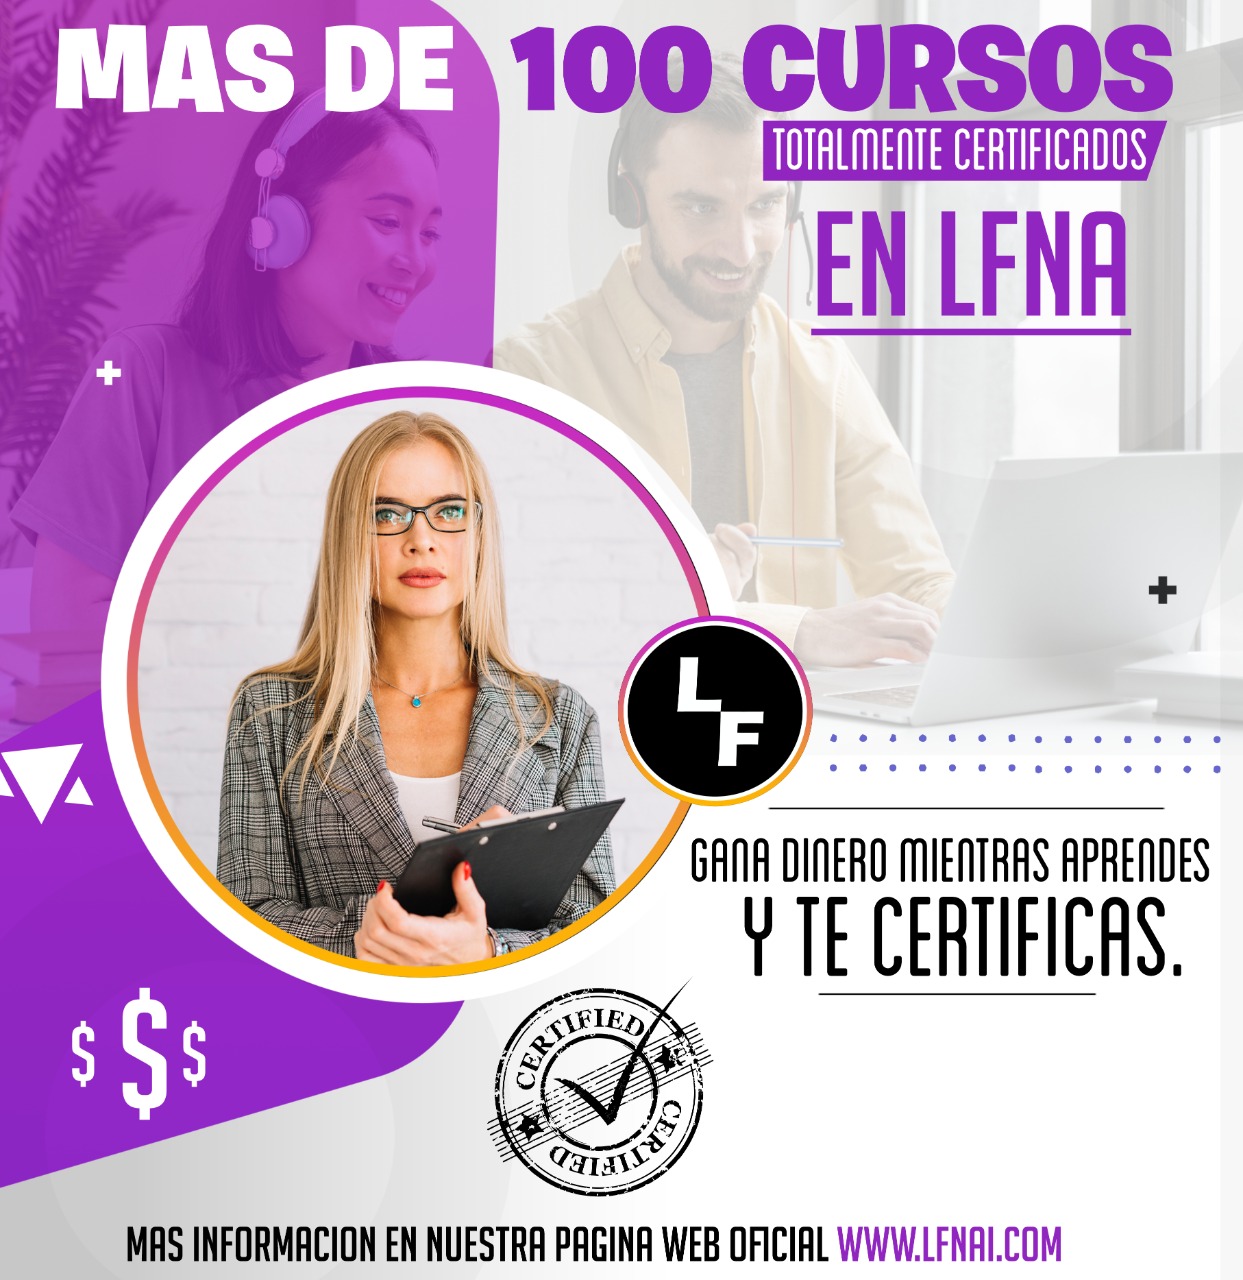 MAS DE 100 CURSOS
TOTALMENTE CERTIFICADOS
EN LFNA
L
F
GANA DINERO MIENTRAS APRENDES
Y TE CERTIFICAS.
$ $ $
CERTIFIED
CERTIFIED
CERTIFIED
MAS INFORMACION EN NUESTRA PAGINA WEB OFICIAL WWW.LFNAI.COM